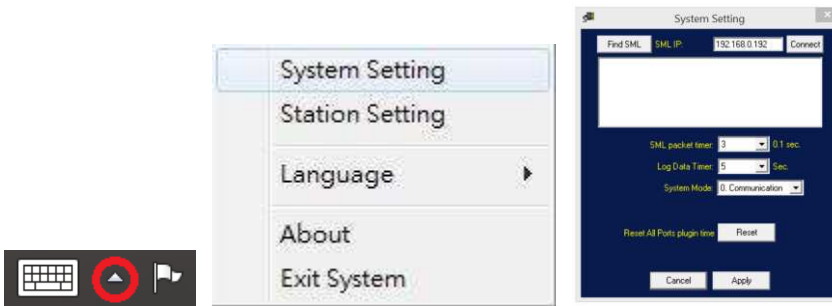 System Setting
Station Setting
Language
About
Exit System
System Setting
Find SML SML IP: 192.168.0.192 Connect
SML packet timer: 3 0.1 sec.
Log Data Timer: 5 Sec.
System Mode: 0. Communication
Reset All Ports plugin time Reset
Cancel Apply